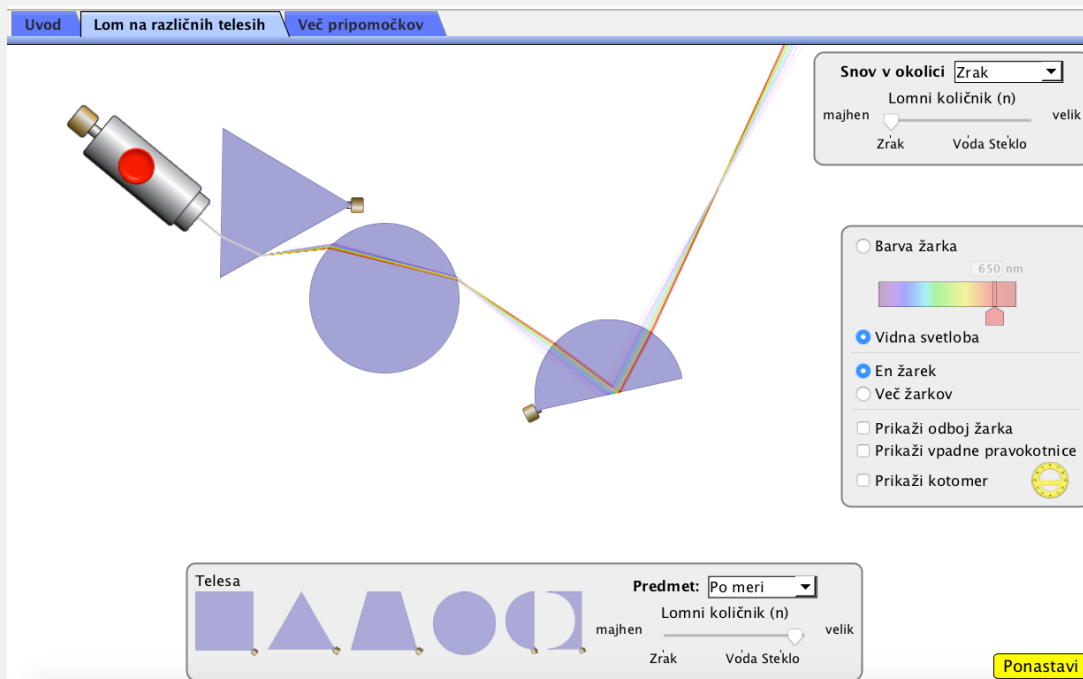 Uvod Lom na različnih telesih Več pripomočkov
Snov v okolici Zrak
Lomni količnik (n)
majhen velik
Zrak Voda Steklo
Barva žarka
650 nm
Vidna svetloba
En žarek
Več žarkov
Prikaži odboj žarka
Prikaži vpadne pravokotnice
Prikaži kotomer
Telesa
Predmet: Po meri
Lomni količnik (n)
majhen velik
Zrak Voda Steklo
Ponastavi